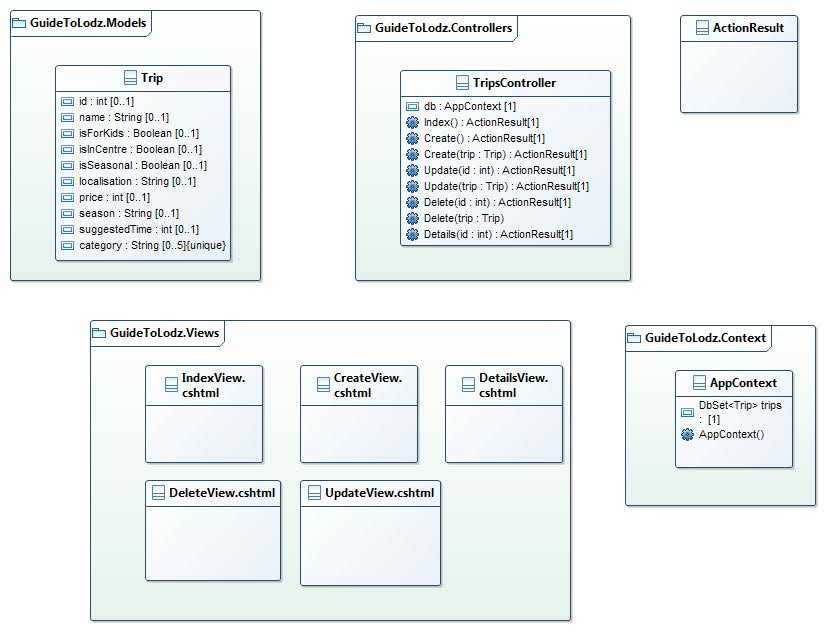 GuideToLodz.Models
Trip
id : int [0..1]
name : String [0..1]
isForKids : Boolean [0..1]
isInCentre : Boolean [0..1]
isSeasonal : Boolean [0..1]
localisation : String [0..1]
price : int [0..1]
season : String [0..1]
suggestedTime : int [0..1]
category : String [0..5]{unique}
GuideToLodz.Controllers
TripsController
db : AppContext [1]
Index() : ActionResult[1]
Create() : ActionResult[1]
Create(trip : Trip) : ActionResult[1]
Update(id : int) : ActionResult[1]
Update(trip : Trip) : ActionResult[1]
Delete(id : int) : ActionResult[1]
Delete(trip : Trip)
Details(id : int) : ActionResult[1]
ActionResult
GuideToLodz.Views
IndexView.
cshtml
CreateView.
cshtml
DetailsView.
cshtml
DeleteView.cshtml
UpdateView.cshtml
GuideToLodz.Context
AppContext
DbSet<Trip> trips
: [1]
AppContext()